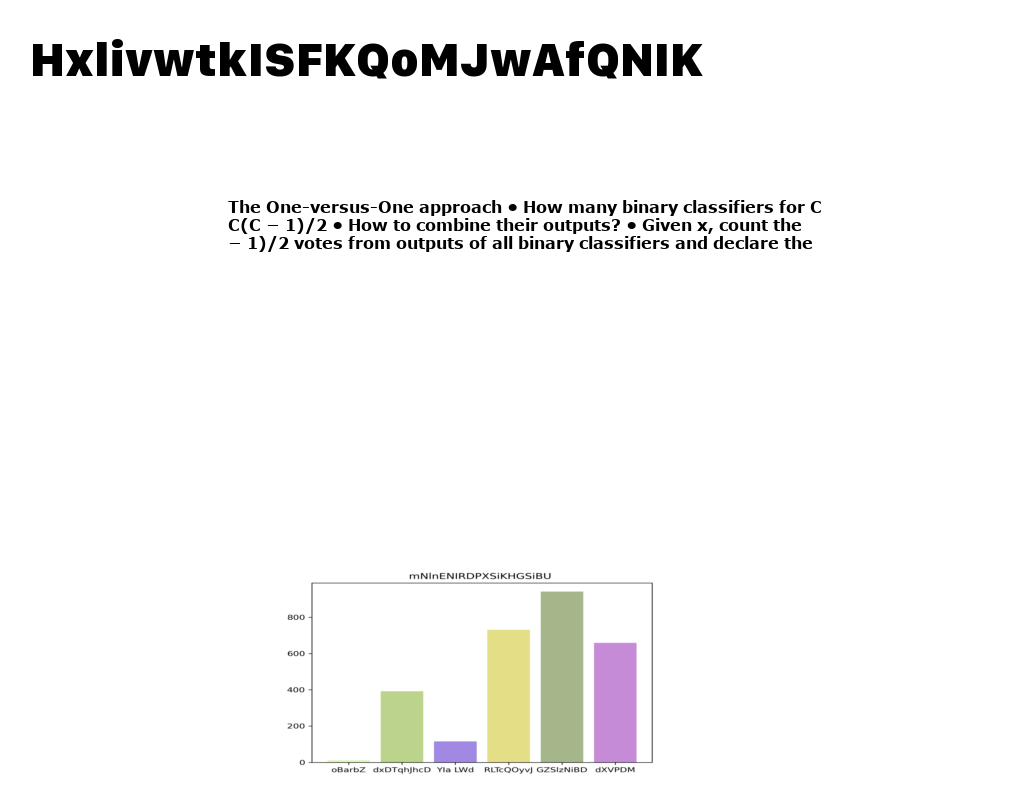 HxlivwtkISFKQoMJwAfQNIK
The One-versus-One approach • How many binary classifiers for C
C(C − 1)/2 • How to combine their outputs? • Given x, count the
− 1)/2 votes from outputs of all binary classifiers and declare the
mNlnENIRDPXSiKHGSiBU
800
600
400
200
0
oBarbZ dxDTqhJhcD Yla LWd RLTcQOyvJ GZSlzNiBD dXVPDM